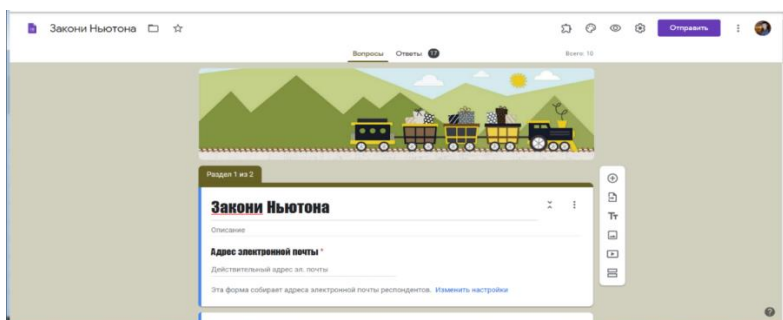 Закони Ньютона
Отправить
Вопросы Ответы 17
Всего: 10
Раздел 1 из 2
Закони Ньютона
Описание
Адрес электронной почты *
Действительный адрес эл. почты
Эта форма собирает адреса электронной почты респондентов. Изменить настройки
Тт